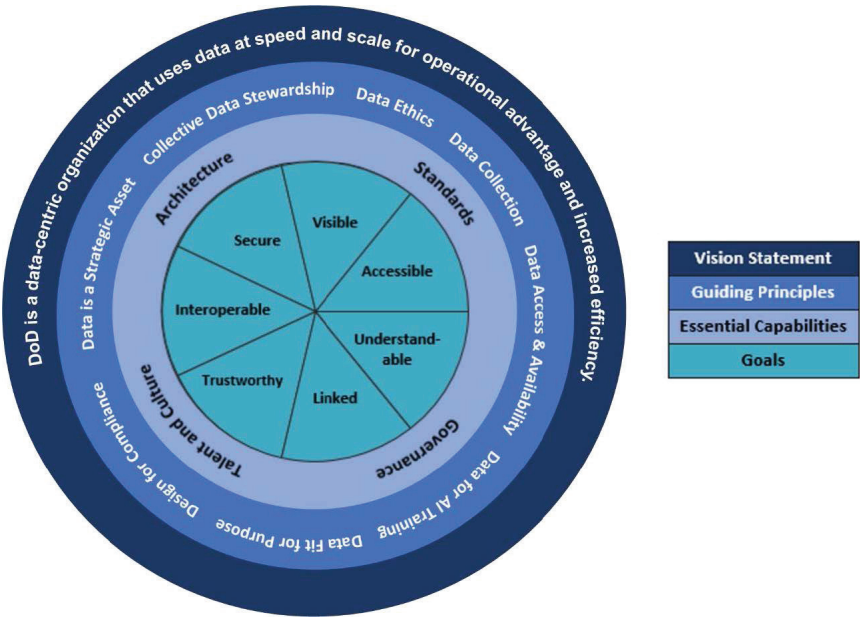 DoD is a data-centric organization that uses data at speed and scale for operational advantage and increased efficiency.
Data is a Strategic Asset
Collective Data Stewardship
Data Ethics
Data Collection
Data Access & Availability
Data for AI Training
Data Fit for Purpose
Design for Compliance
Architecture
Standards
Governance
Talent and Culture
Visible
Accessible
Understand-
able
Linked
Trustworthy
Interoperable
Secure
Vision Statement
Guiding Principles
Essential Capabilities
Goals